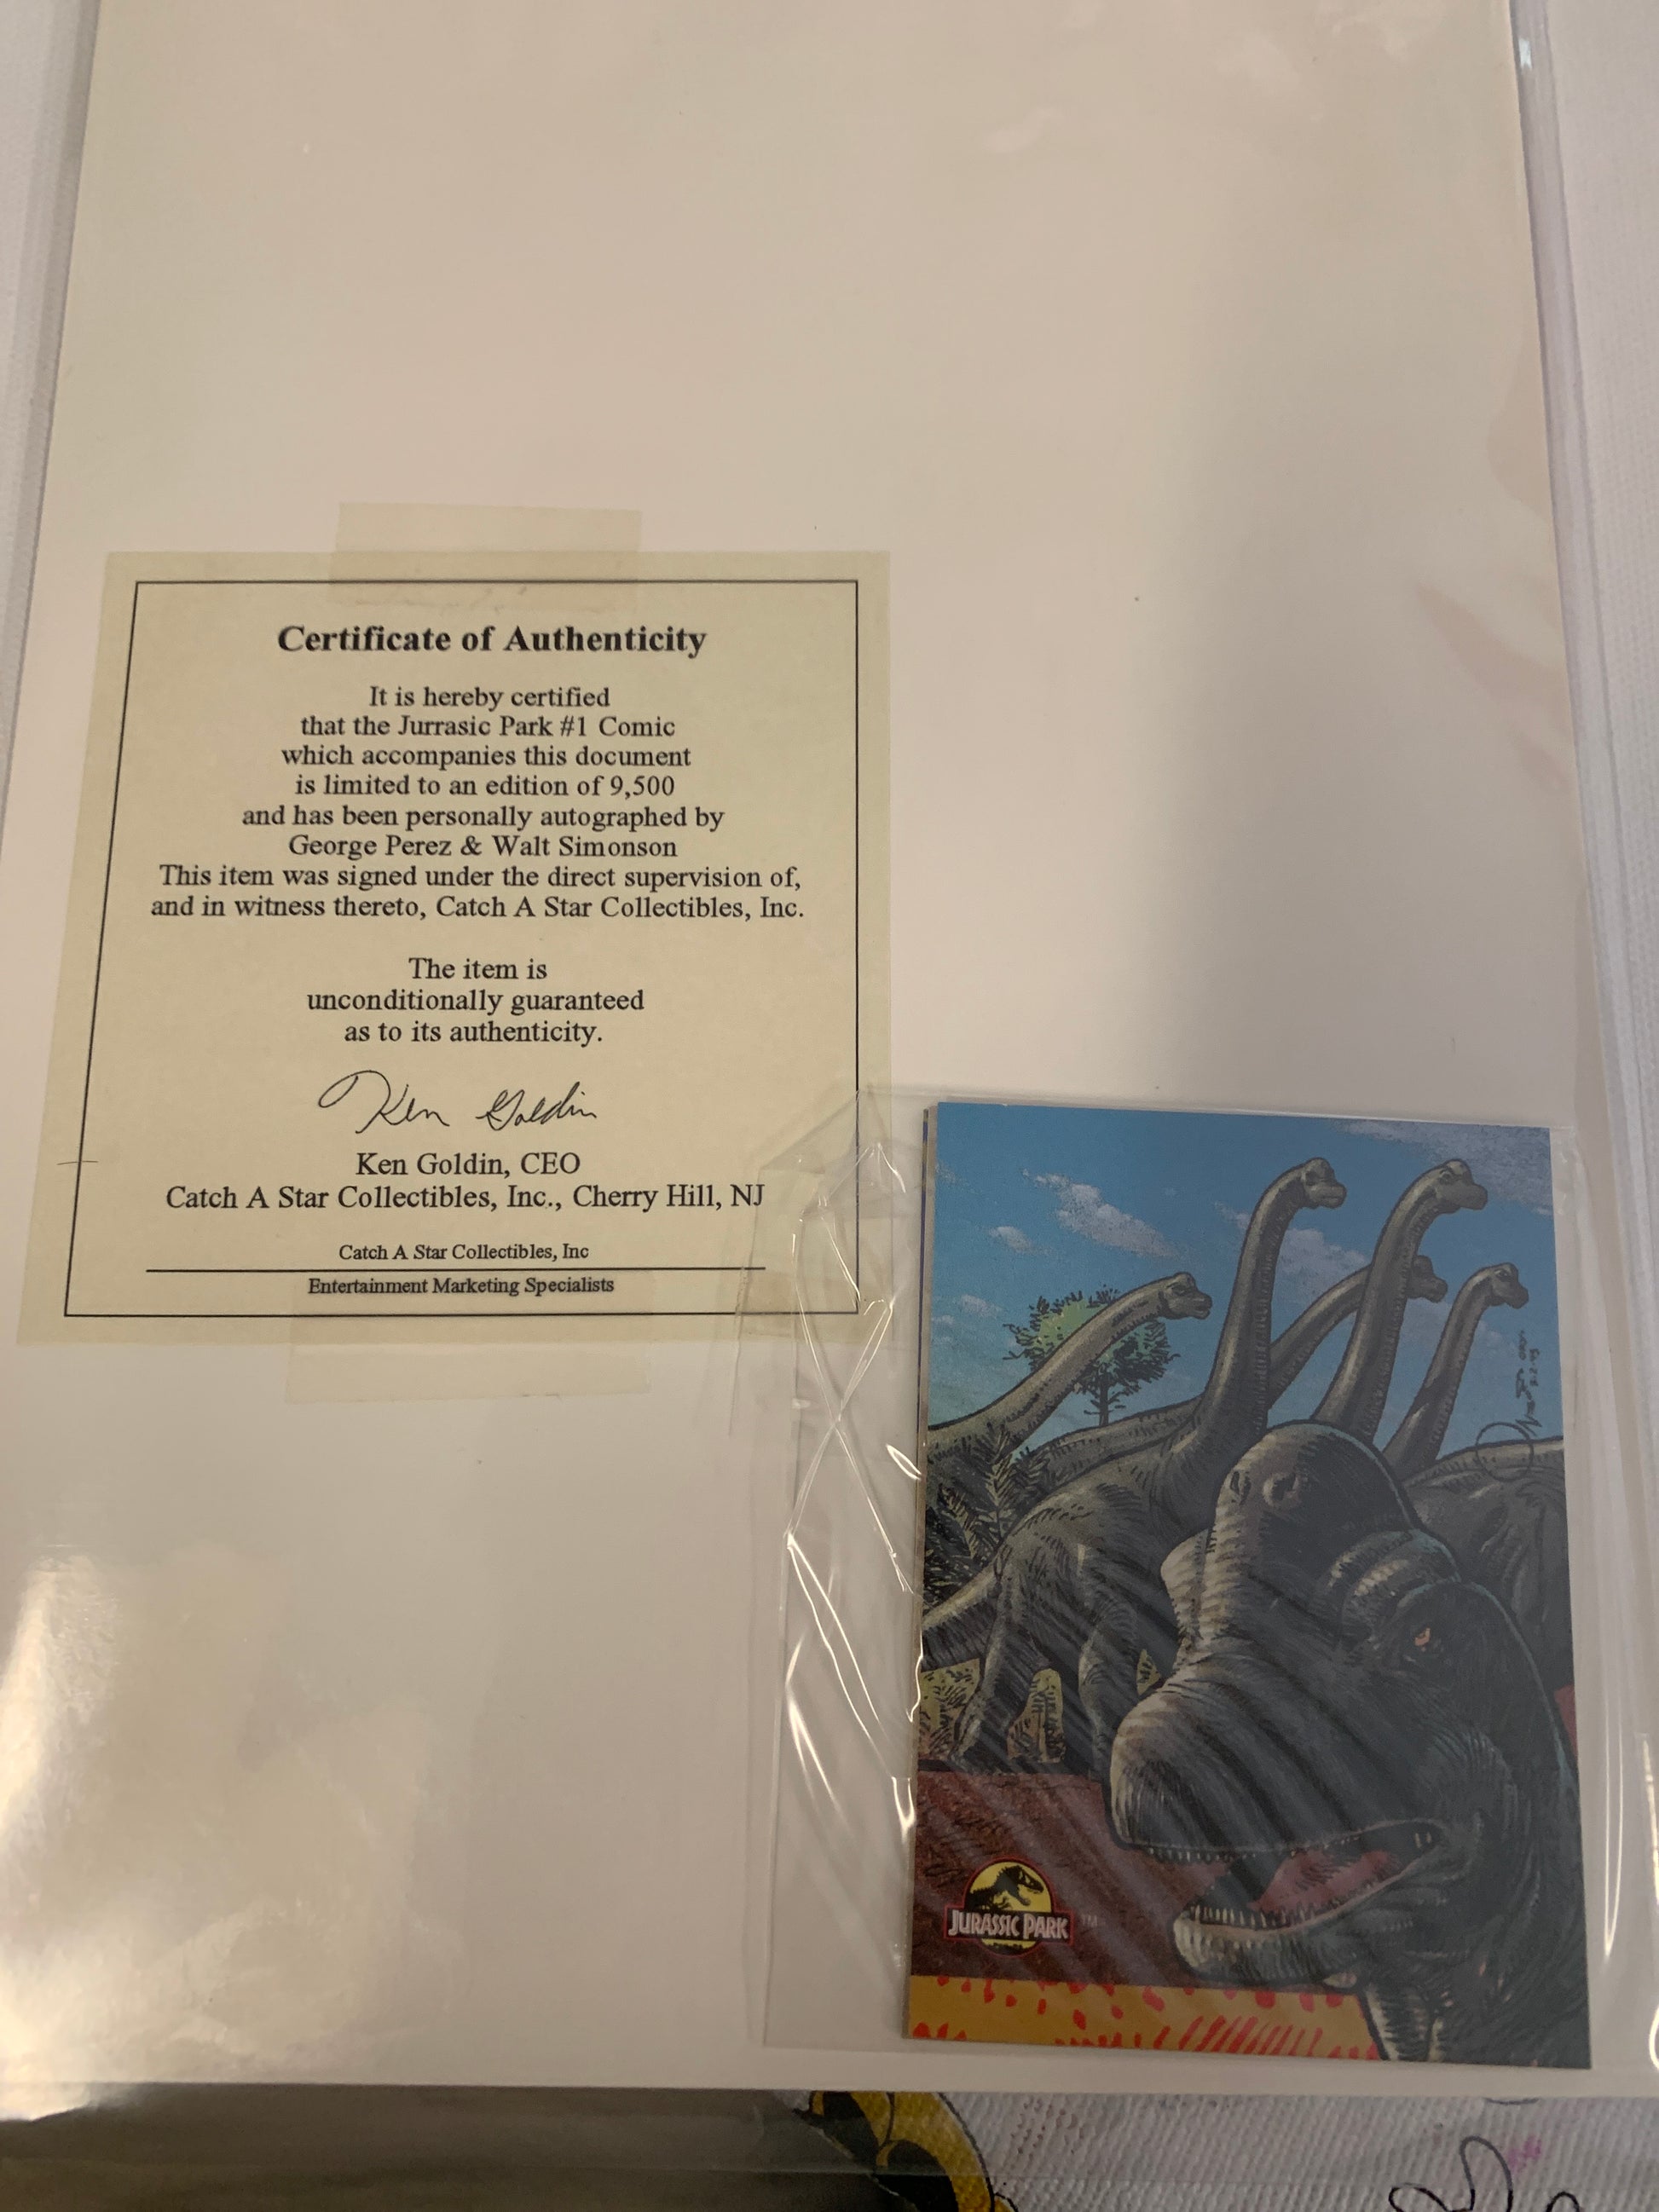 Certificate of Authenticity
It is hereby certified
that the Jurrasic Park #1 Comic
which accompanies this document
is limited to an edition of 9,500
and has been personally autographed by
George Perez & Walt Simonson
This item was signed under the direct supervision of,
and in witness thereto, Catch A Star Collectibles, Inc.
The item is
unconditionally guaranteed
as to its authenticity.
Ken Goldin
Ken Goldin, CEO
Catch A Star Collectibles, Inc., Cherry Hill, NJ
Catch A Star Collectibles, Inc
Entertainment Marketing Specialists
JURASSIC PARK TM